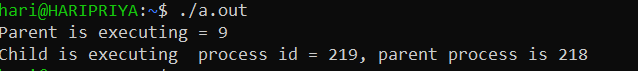 hari@HARIPRIYA:~$ ./a.out
Parent is executing = 9
Child is executing  process id = 219, parent process is 218